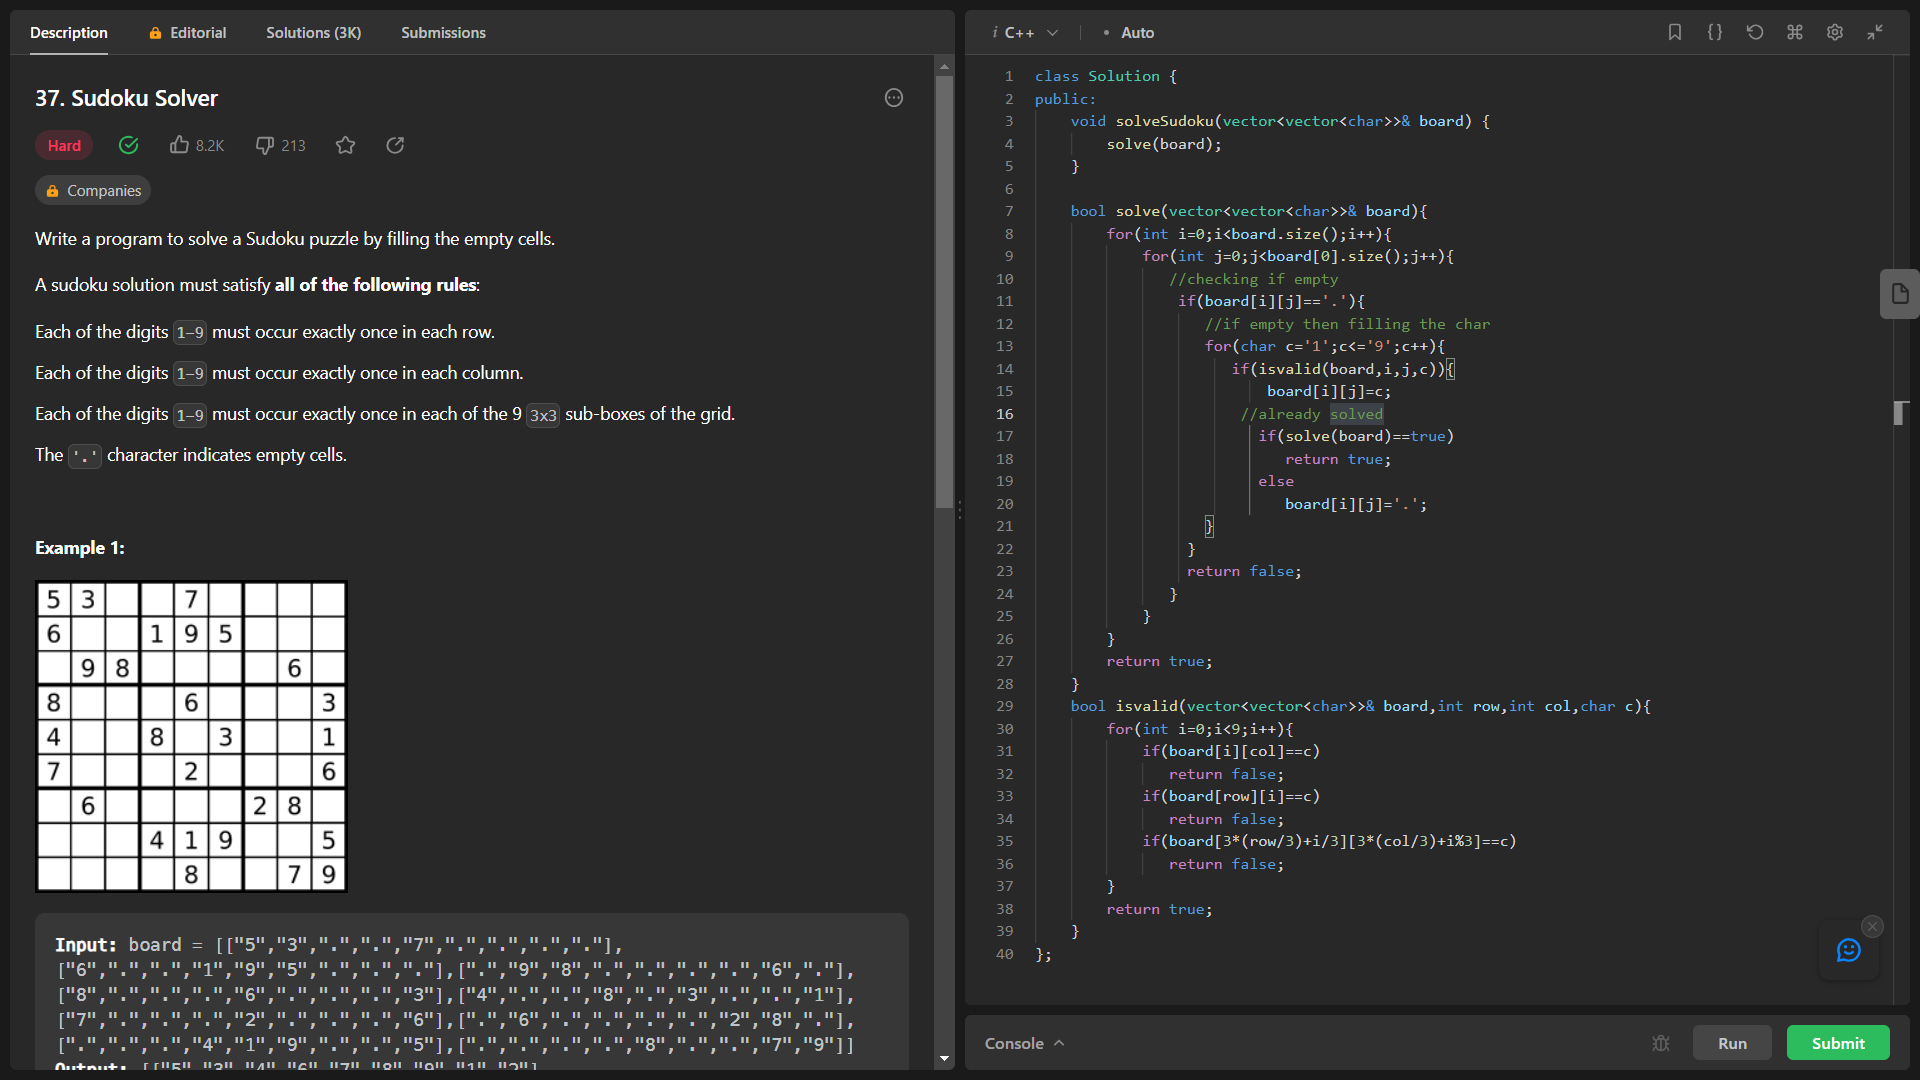 Description
Editorial
Solutions (3K)
Submissions
37. Sudoku Solver
Hard
8.2K
213
Companies
Write a program to solve a Sudoku puzzle by filling the empty cells.
A sudoku solution must satisfy all of the following rules:
Each of the digits 1-9 must occur exactly once in each row.
Each of the digits 1-9 must occur exactly once in each column.
Each of the digits 1-9 must occur exactly once in each of the 9 3x3 sub-boxes of the grid.
The '.' character indicates empty cells.
Example 1:
5 3 7
6 1 9 5
9 8 6
8 6 3
4 8 3 1
7 2 6
6 2 8
4 1 9 5
8 7 9
Input: board = [["5","3",".",".","7",".",".",".","."],
["6",".",".","1","9","5",".",".","."],[".","9","8",".",".",".",".","6","."],
["8",".",".",".","6",".",".",".","3"],["4",".",".","8",".","3",".",".","1"],
["7",".",".",".","2",".",".",".","6"],[".","6",".",".",".",".","2","8","."],
[".",".",".","4","1","9",".",".","5"],[".",".",".",".","8",".",".","7","9"]]
Output: [["5","3","4","6","7","8","9","1","2"],
i C++
• Auto
1 class Solution {
2 public:
3 void solveSudoku(vector<vector<char>>& board) {
4 solve(board);
5 }
6
7 bool solve(vector<vector<char>>& board){
8 for(int i=0;i<board.size();i++){
9 for(int j=0;j<board[0].size();j++){
10 //checking if empty
11 if(board[i][j]=='.'){
12 //if empty then filling the char
13 for(char c='1';c<='9';c++){
14 if(isvalid(board,i,j,c)){
15 board[i][j]=c;
16 //already solved
17 if(solve(board)==true)
18 return true;
19 else
20 board[i][j]='.';
21 }
22 }
23 return false;
24 }
25 }
26 }
27 return true;
28 }
29 bool isvalid(vector<vector<char>>& board,int row,int col,char c){
30 for(int i=0;i<9;i++){
31 if(board[i][col]==c)
32 return false;
33 if(board[row][i]==c)
34 return false;
35 if(board[3*(row/3)+i/3][3*(col/3)+i%3]==c)
36 return false;
37 }
38 return true;
39 }
40 };
Console
Run
Submit